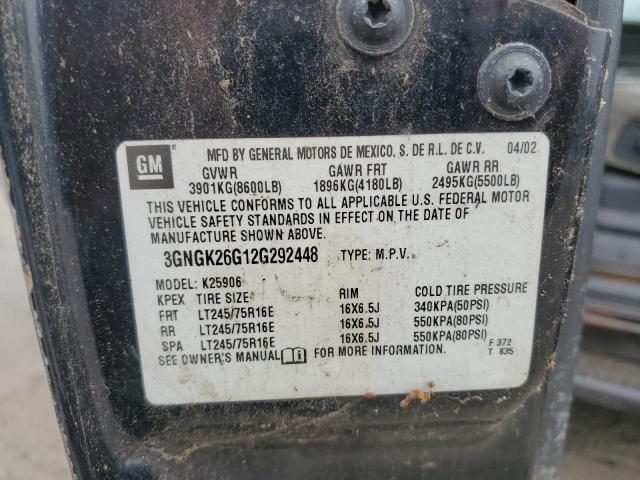 GM ® MFD BY GENERAL MOTORS DE MEXICO, S. DE R.L. DE C.V. 04/02
GVWR GAWR FRT GAWR RR
3901KG(8600LB) 1896KG(4180LB) 2495KG(5500LB)
THIS VEHICLE CONFORMS TO ALL APPLICABLE U.S. FEDERAL MOTOR
VEHICLE SAFETY STANDARDS IN EFFECT ON THE DATE OF
MANUFACTURE SHOWN ABOVE.
3GNGK26G12G292448 TYPE: M.P.V.
MODEL: K25906
KPEX TIRE SIZE RIM COLD TIRE PRESSURE
FRT LT245/75R16E 16X6.5J 340KPA(50PSI)
RR LT245/75R16E 16X6.5J 550KPA(80PSI)
SPA LT245/75R16E 16X6.5J 550KPA(80PSI)
SEE OWNER'S MANUAL FOR MORE INFORMATION. F 372
T 835